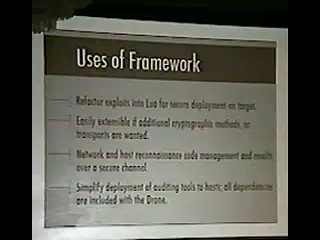 Uses of Framework
Refactor exploits into Lua for secure deployment on target.
Easily extensible if additional cryptographic methods, or
transports are wanted.
Network and host reconnaissance code management and results
over a secure channel.
Simplify deployment of auditing tools to hosts; all dependencies
are included with the Drone.